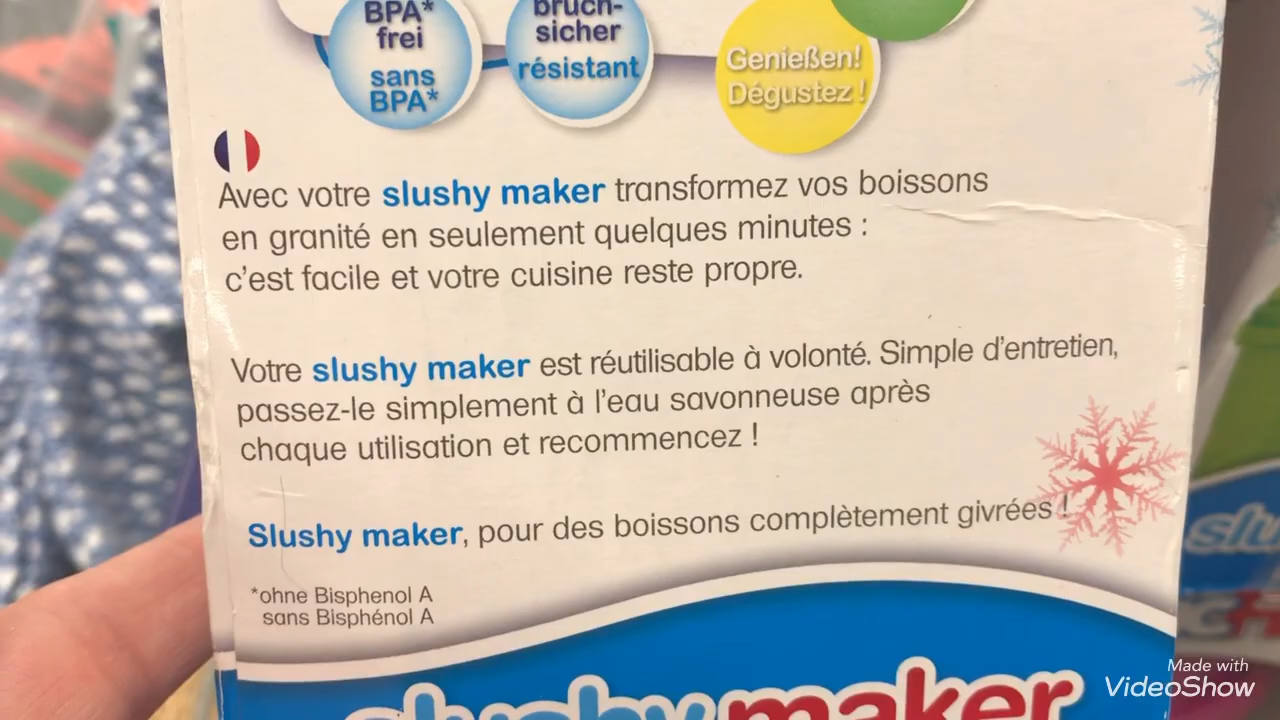 BPA*
frei
sans
BPA*
bruch-
sicher
résistant
Genießen!
Dégustez !
Avec votre slushy maker transformez vos boissons
en granité en seulement quelques minutes :
c'est facile et votre cuisine reste propre.
Votre slushy maker est réutilisable à volonté. Simple d'entretien,
passez-le simplement à l'eau savonneuse après
chaque utilisation et recommencez !
Slushy maker, pour des boissons complètement givrées !
*ohne Bisphenol A
sans Bisphénol A
slushy maker
Made with
VideoShow